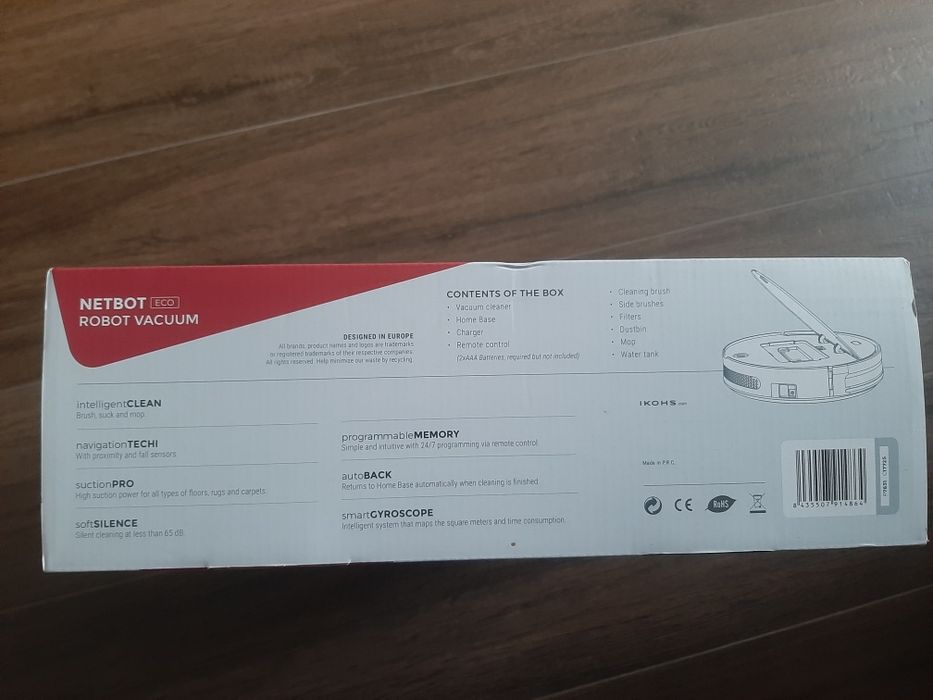 NETBOT ECO
ROBOT VACUUM
DESIGNED IN EUROPE
All brands, product names and logos are trademarks
or registered trademarks of their respective companies.
All rights reserved. Help minimize our waste by recycling.
CONTENTS OF THE BOX
• Vacuum cleaner
• Home Base
• Charger
• Remote control
(2xAAA Batteries, required but not included)
• Cleaning brush
• Side brushes
• Filters
• Dustbin
• Mop
• Water tank
intelligentCLEAN
Brush, suck and mop.
navigationTECHI
With proximity and fall sensors.
suctionPRO
High suction power for all types of floors, rugs and carpets.
softSILENCE
Silent cleaning at less than 65 dB.
programmableMEMORY
Simple and intuitive with 24/7 programming via remote control.
autoBACK
Returns to Home Base automatically when cleaning is finished.
smartGYROSCOPE
Intelligent system that maps the square meters and time consumption.
IKOHS.com
Made in P.R.C.
CE
RoHS
8 435507 914864